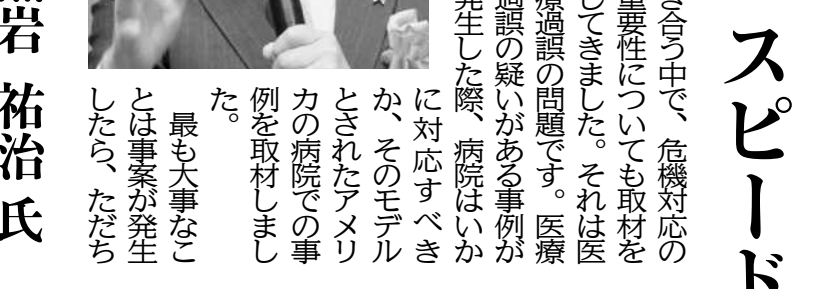 スピード
き合う中で、危機対応の
重要性についても取材を
してきました。それは医
療過誤の問題です。医療
過誤の疑いがある事例が
発生した際、病院はいか
に対応すべき
か、そのモデル
とされたアメリ
カの病院での事
例を取材しまし
た。
最も大事なこ
とは事案が発生
したら、ただち
岩 祐治 氏